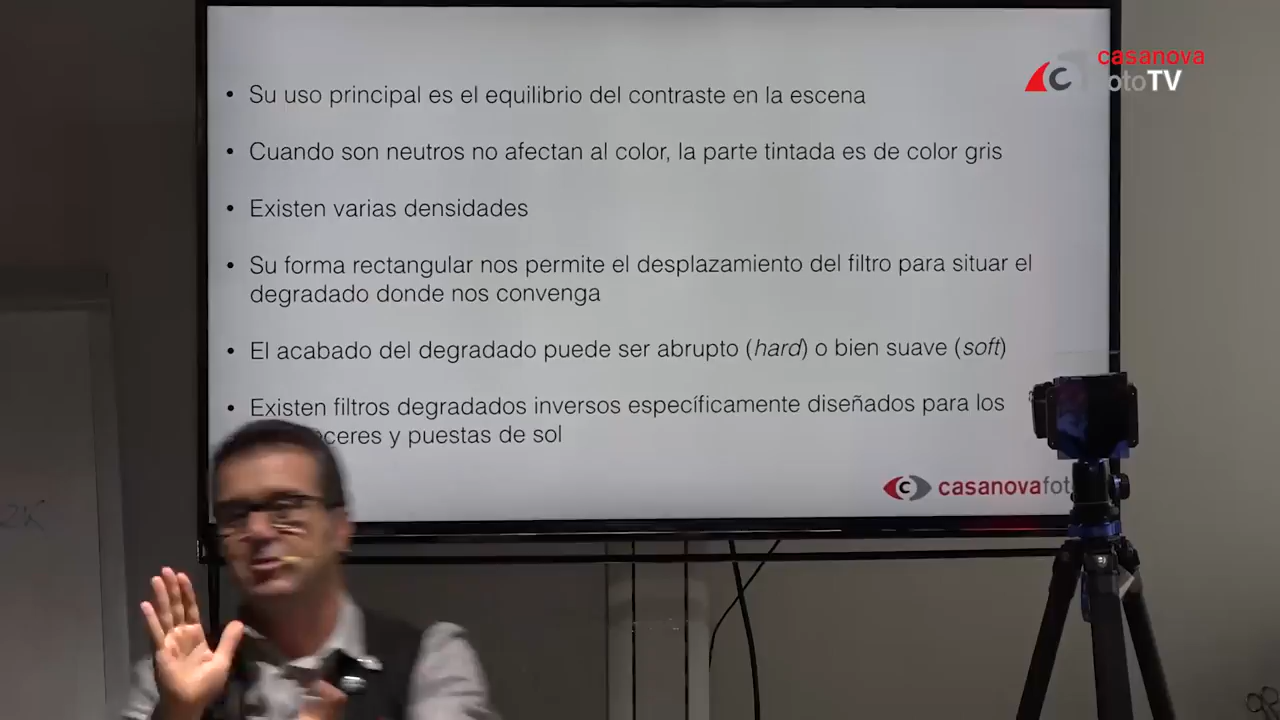 casanova
fotoTV
• Su uso principal es el equilibrio del contraste en la escena
• Cuando son neutros no afectan al color, la parte tintada es de color gris
• Existen varias densidades
• Su forma rectangular nos permite el desplazamiento del filtro para situar el
degradado donde nos convenga
• El acabado del degradado puede ser abrupto (hard) o bien suave (soft)
• Existen filtros degradados inversos específicamente diseñados para los
y puestas de sol
casanovafot